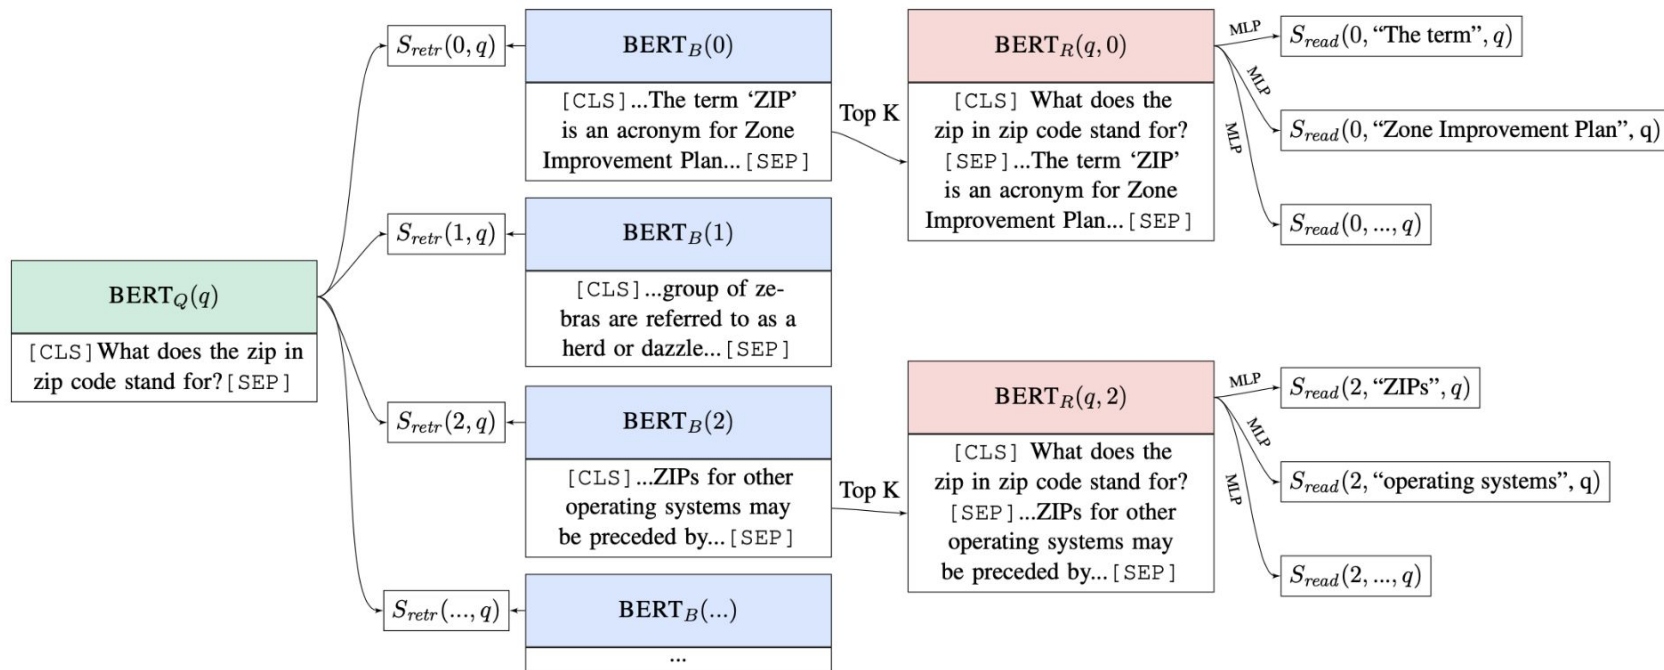 BERT_Q(q)
[CLS]What does the zip in
zip code stand for?[SEP]
S_retr(0, q)
S_retr(1, q)
S_retr(2, q)
S_retr(..., q)
BERT_B(0)
[CLS]...The term ‘ZIP’
is an acronym for Zone
Improvement Plan...[SEP]
BERT_B(1)
[CLS]...group of ze-
bras are referred to as a
herd or dazzle...[SEP]
BERT_B(2)
[CLS]...ZIPs for other
operating systems may
be preceded by...[SEP]
BERT_B(...)
...
Top K
Top K
BERT_R(q, 0)
[CLS] What does the
zip in zip code stand for?
[SEP]...The term ‘ZIP’
is an acronym for Zone
Improvement Plan...[SEP]
MLP
MLP
MLP
S_read(0, “The term”, q)
S_read(0, “Zone Improvement Plan”, q)
S_read(0, ..., q)
BERT_R(q, 2)
[CLS] What does the
zip in zip code stand for?
[SEP]...ZIPs for other
operating systems may
be preceded by...[SEP]
MLP
MLP
MLP
S_read(2, “ZIPs”, q)
S_read(2, “operating systems”, q)
S_read(2, ..., q)